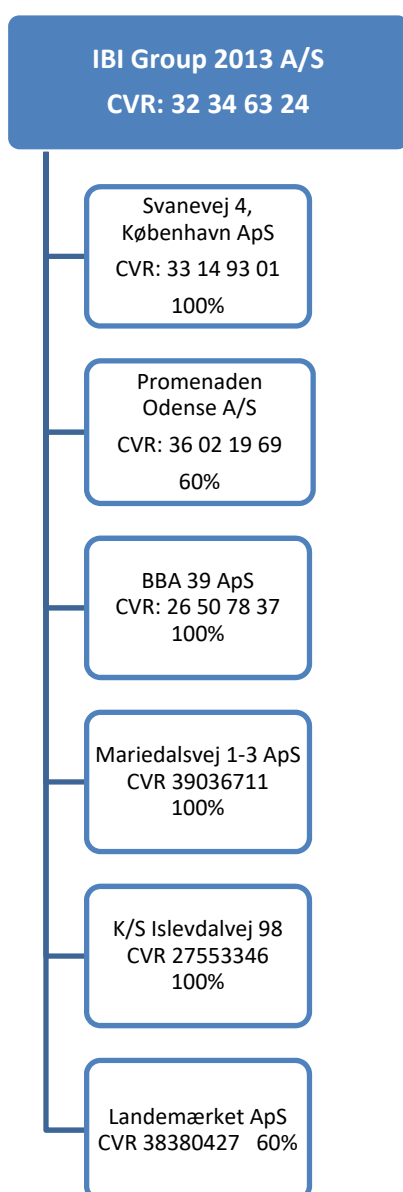 IBI Group 2013 A/S
CVR: 32 34 63 24
Svanevej 4,
København ApS
CVR: 33 14 93 01
100%
Promenaden
Odense A/S
CVR: 36 02 19 69
60%
BBA 39 ApS
CVR: 26 50 78 37
100%
Mariedalsvej 1-3 ApS
CVR 39036711
100%
K/S Islevdalvej 98
CVR 27553346
100%
Landemærket ApS
CVR 38380427   60%